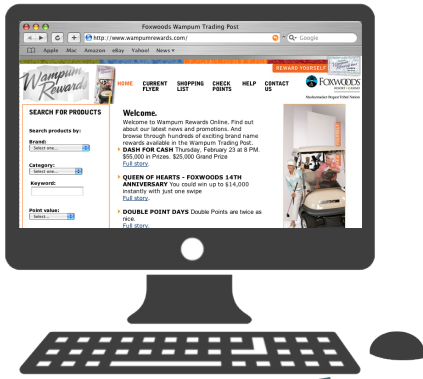 Foxwoods Wampum Trading Post
http://www.wampumrewards.com/
Google
Apple Mac Amazon eBay Yahoo! News
REWARD YOURSELF
Wampum Rewards
HOME CURRENT FLYER SHOPPING LIST CHECK POINTS HELP CONTACT US
FOXWOODS
RESORT • CASINO
Mashantucket Pequot Tribal Nation
SEARCH FOR PRODUCTS
Search products by:
Brand:
Select one...
Category:
Select one...
Keyword:
Point value:
Select...
Welcome.
Welcome to Wampum Rewards Online. Find out
about our latest news and promotions. And
browse through hundreds of exciting brand name
rewards available in the Wampum Trading Post.
DASH FOR CASH Thursday, February 23 at 8 PM.
$55,000 in Prizes. $25,000 Grand Prize
Full story.
QUEEN OF HEARTS - FOXWOODS 14TH
ANNIVERSARY You could win up to $14,000
instantly with just one swipe
Full story.
DOUBLE POINT DAYS Double Points are twice as
nice.
Full story.